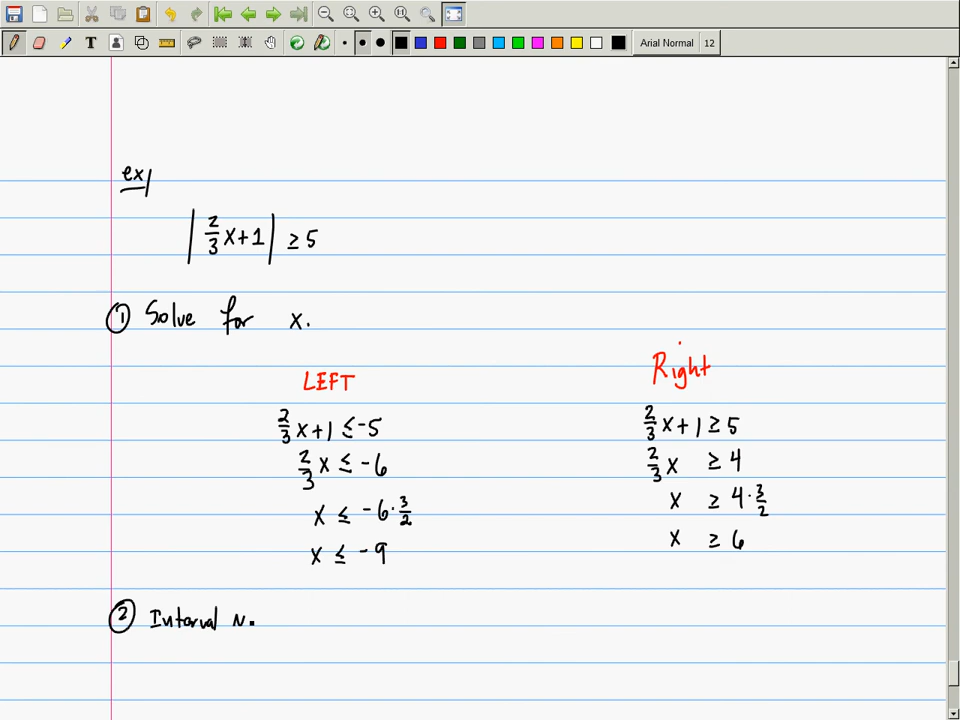 Arial Normal 12
ex
|2/3 x+1| ≥ 5
① Solve for x.
LEFT
2/3 x+1 ≤ -5
2/3 x ≤ -6
x ≤ -6 · 3/2
x ≤ -9
Right
2/3 x + 1 ≥ 5
2/3 x ≥ 4
x ≥ 4 · 3/2
x ≥ 6
② Interval N.